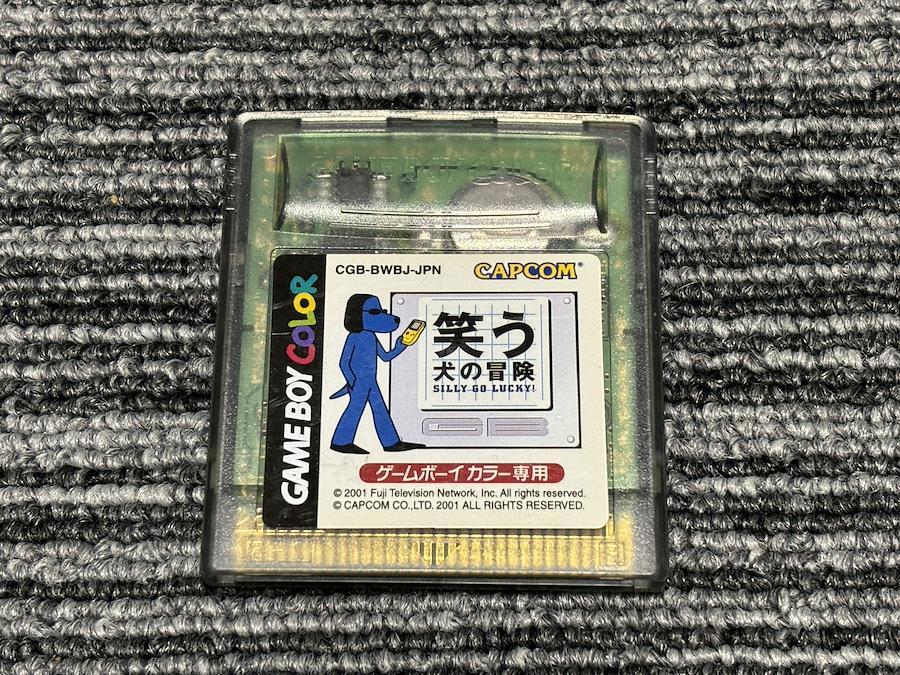 GAME BOY COLOR
CGB-BWBJ-JPN
CAPCOM
笑う
犬の冒険
SILLY GO LUCKY!
GB
ゲームボーイカラー専用
© 2001 Fuji Television Network, Inc. All rights reserved.
© CAPCOM CO.,LTD. 2001 ALL RIGHTS RESERVED.